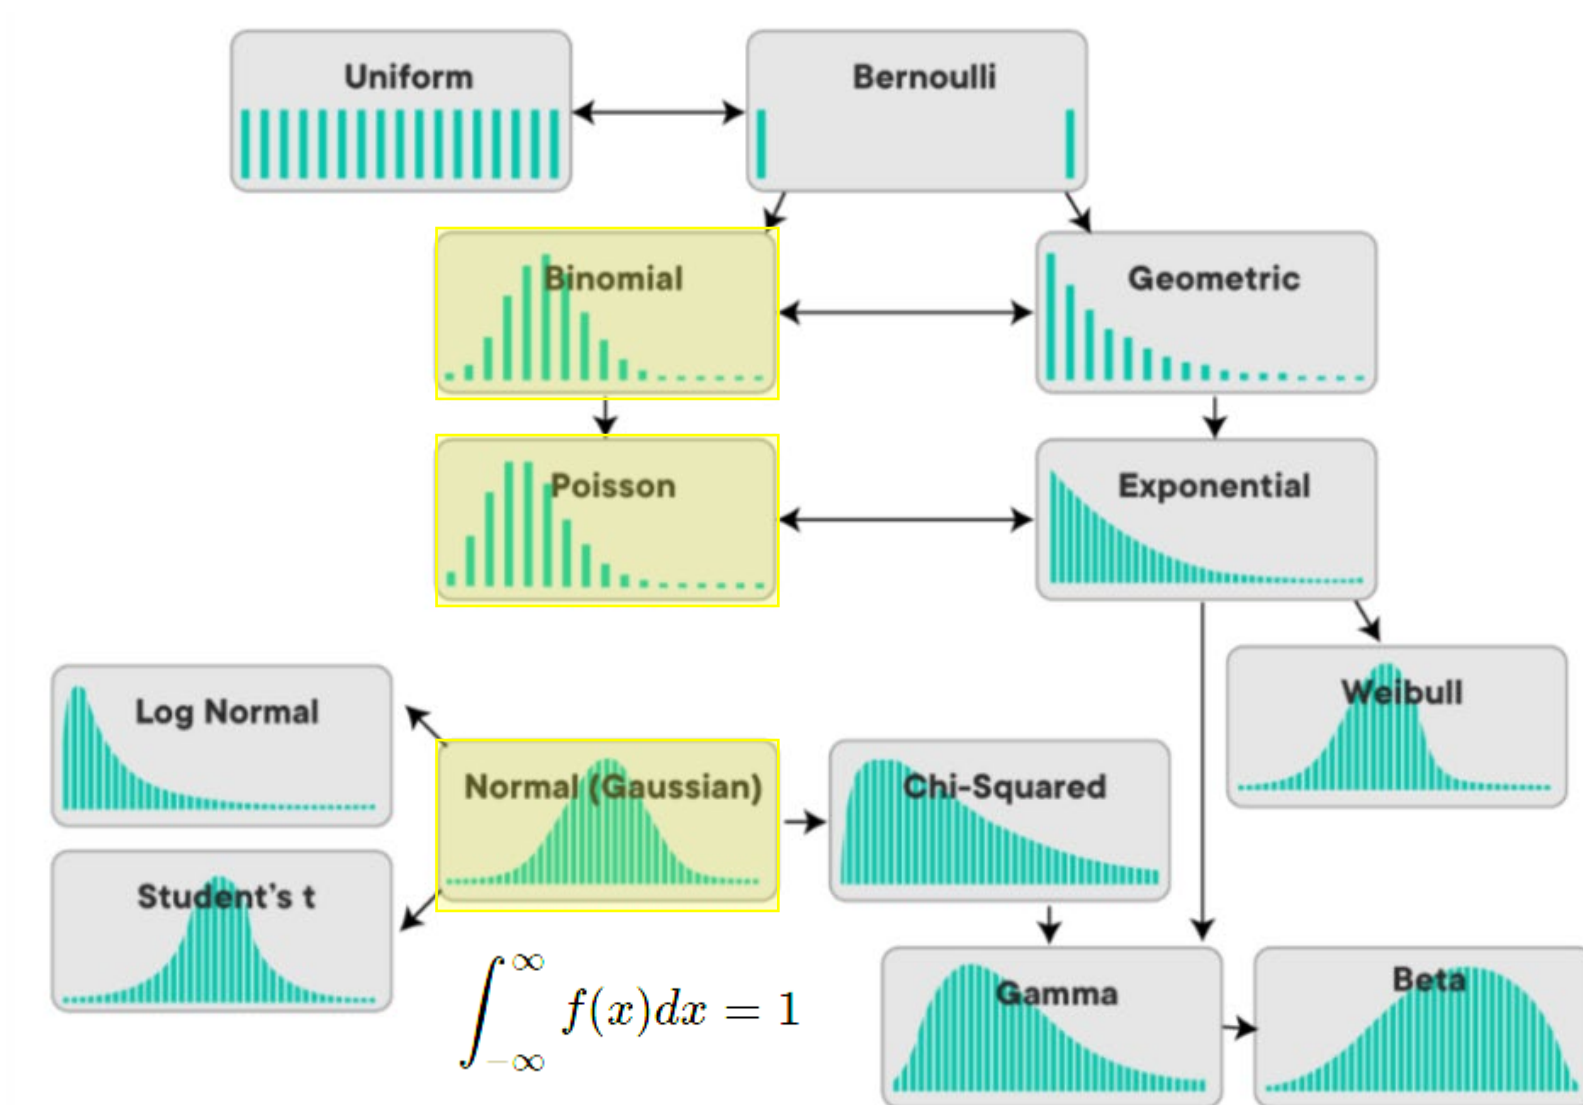 Uniform
Bernoulli
Binomial
Geometric
Poisson
Exponential
Weibull
Log Normal
Normal (Gaussian)
Chi-Squared
Student's t
Gamma
Beta
∫_{-∞}^{∞} f(x)dx = 1